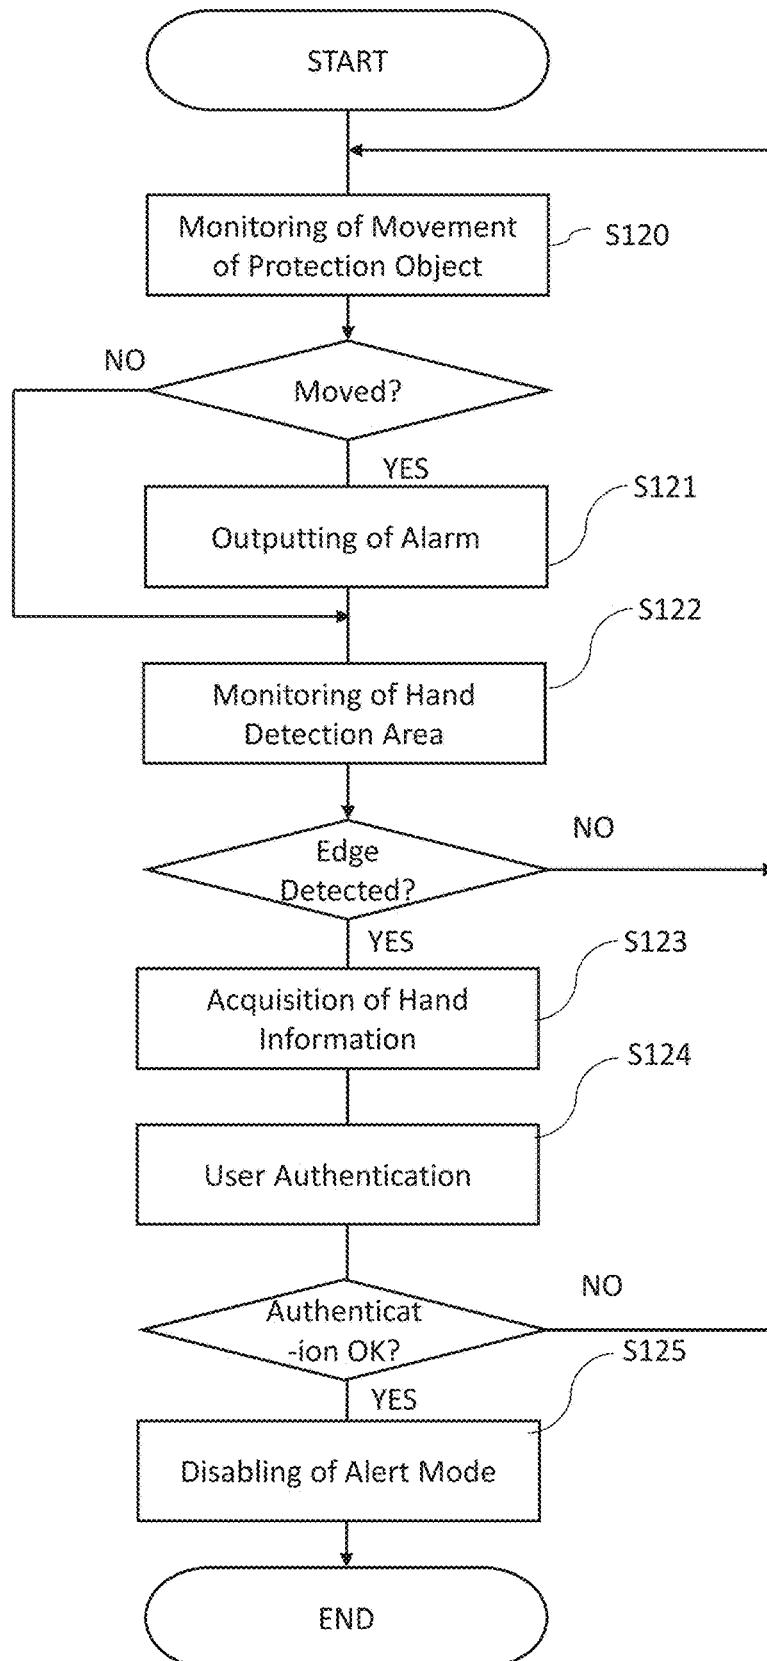 START
Monitoring of Movement
of Protection Object
S120
NO
Moved?
YES
S121
Outputting of Alarm
S122
Monitoring of Hand
Detection Area
NO
Edge
Detected?
YES
S123
Acquisition of Hand
Information
S124
User Authentication
NO
Authenticat
-ion OK?
S125
YES
Disabling of Alert Mode
END